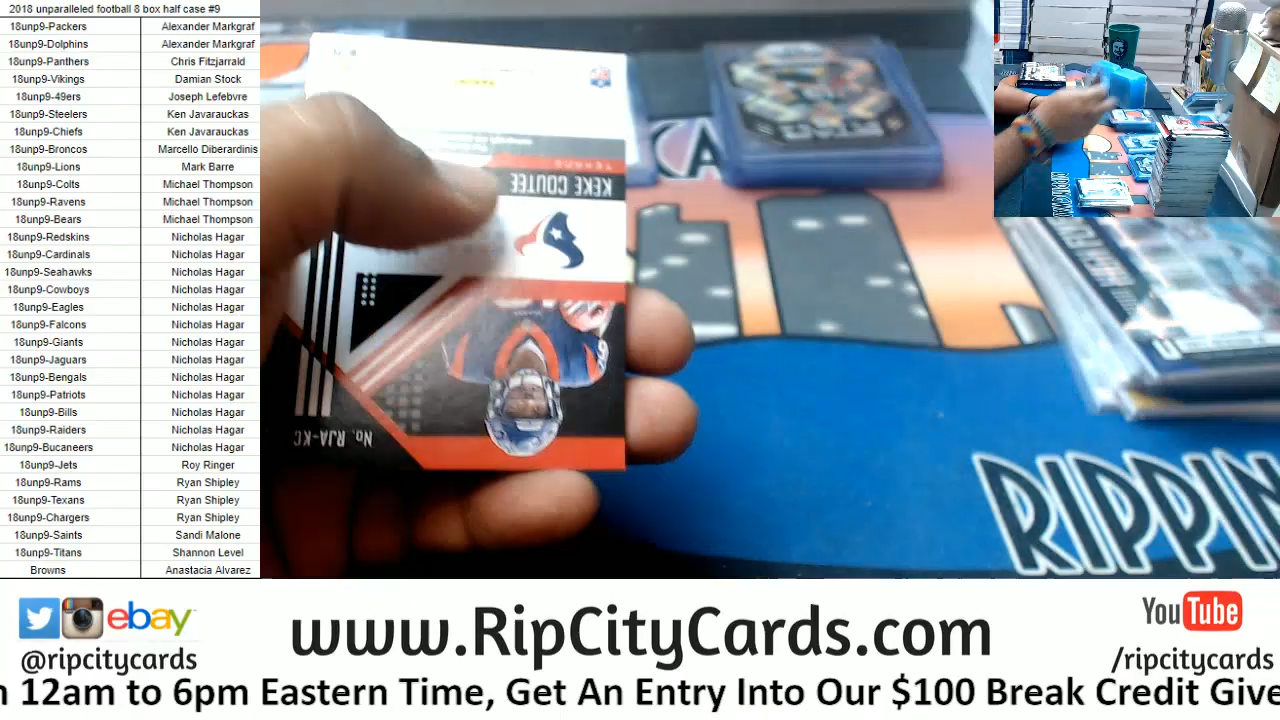 2018 unparalleled football 8 box half case #9
18unp9-Packers Alexander Markgraf
18unp9-Dolphins Alexander Markgraf
18unp9-Panthers Chris Fitzjarrald
18unp9-Vikings Damian Stock
18unp9-49ers Joseph Lefebvre
18unp9-Steelers Ken Javarauckas
18unp9-Chiefs Ken Javarauckas
18unp9-Broncos Marcello Diberardinis
18unp9-Lions Mark Barre
18unp9-Colts Michael Thompson
18unp9-Ravens Michael Thompson
18unp9-Bears Michael Thompson
18unp9-Redskins Nicholas Hagar
18unp9-Cardinals Nicholas Hagar
18unp9-Seahawks Nicholas Hagar
18unp9-Cowboys Nicholas Hagar
18unp9-Eagles Nicholas Hagar
18unp9-Falcons Nicholas Hagar
18unp9-Giants Nicholas Hagar
18unp9-Jaguars Nicholas Hagar
18unp9-Bengals Nicholas Hagar
18unp9-Patriots Nicholas Hagar
18unp9-Bills Nicholas Hagar
18unp9-Raiders Nicholas Hagar
18unp9-Bucaneers Nicholas Hagar
18unp9-Jets Roy Ringer
18unp9-Rams Ryan Shipley
18unp9-Texans Ryan Shipley
18unp9-Chargers Ryan Shipley
18unp9-Saints Sandi Malone
18unp9-Titans Shannon Level
Browns Anastacia Alvarez
TEXANS
KEKE COUTEE
No. RJA-KC
RIPPIN
ebay
@ripcitycards
www.RipCityCards.com
YouTube
/ripcitycards
12am to 6pm Eastern Time, Get An Entry Into Our $100 Break Credit Give